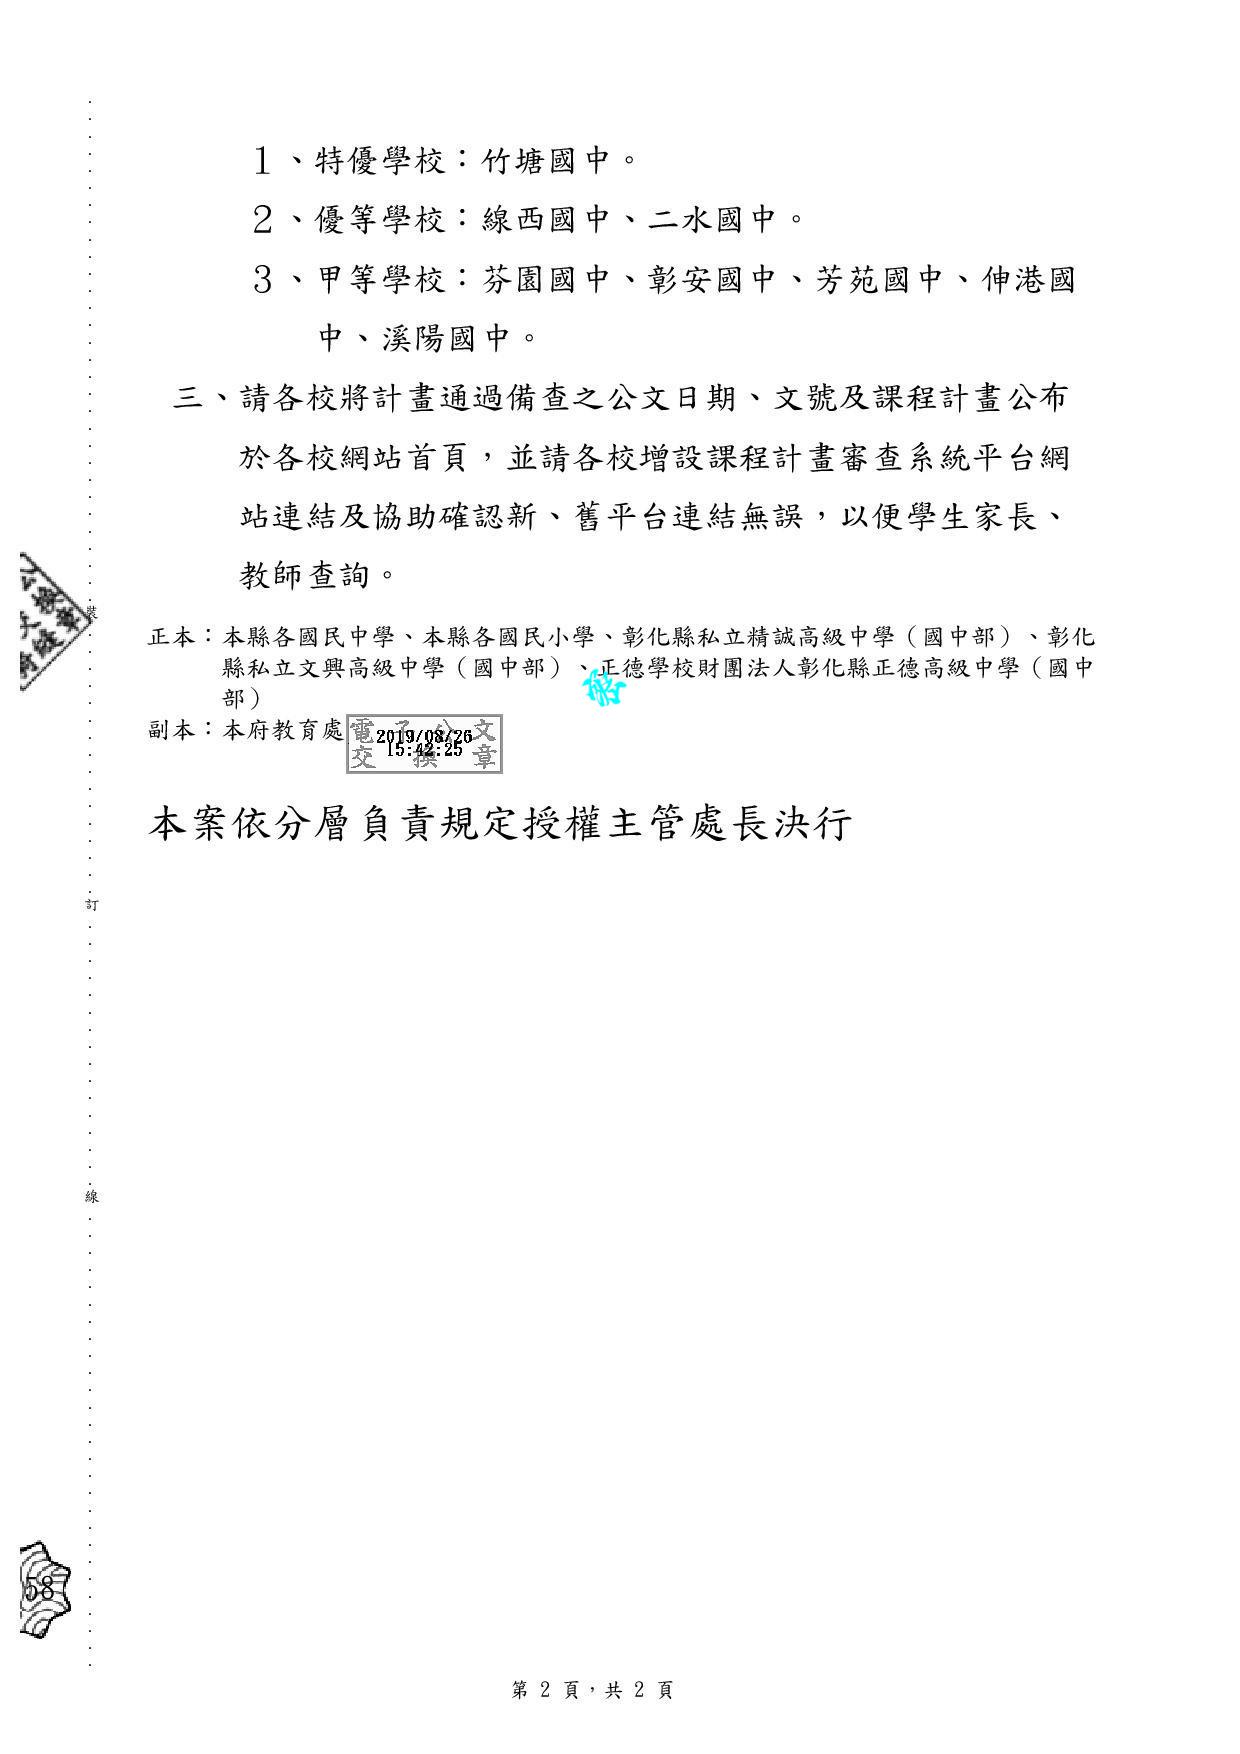 １、特優學校：竹塘國中。
２、優等學校：線西國中、二水國中。
３、甲等學校：芬園國中、彰安國中、芳苑國中、伸港國
中、溪陽國中。
三、請各校將計畫通過備查之公文日期、文號及課程計畫公布
於各校網站首頁，並請各校增設課程計畫審查系統平台網
站連結及協助確認新、舊平台連結無誤，以便學生家長、
教師查詢。
裝
正本：本縣各國民中學、本縣各國民小學、彰化縣私立精誠高級中學（國中部）、彰化
縣私立文興高級中學（國中部）、正德學校財團法人彰化縣正德高級中學（國中
部）
副本：本府教育處
電子公文
2019/08/26
15:42:25
交換章
本案依分層負責規定授權主管處長決行
訂
線
58
第 2 頁，共 2 頁